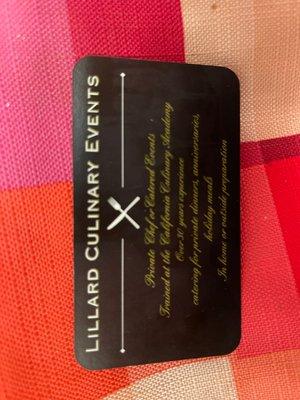 LILLARD CULINARY EVENTS
Private Chef or Catered Events
Trained at the California Culinary Academy
Over 30 years experience
catering for private dinners, anniversaries,
holiday meals
In home or outside preparation